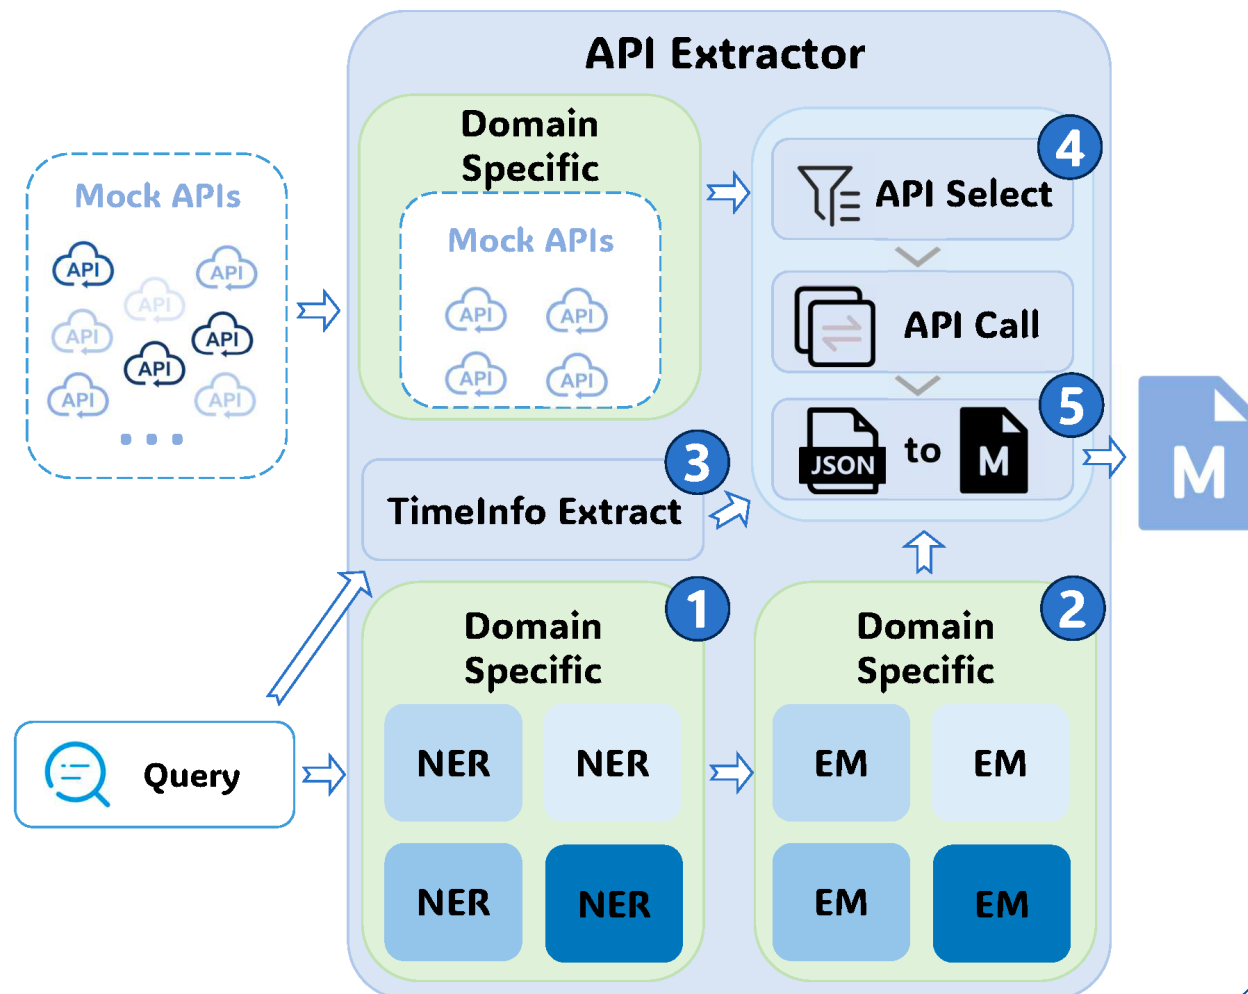 API Extractor
Mock APIs
API
API
API
API
API
API
API
API
...
Domain
Specific
Mock APIs
API
API
API
API
4
API Select
API Call
5
JSON
to
M
M
3
TimeInfo Extract
Query
1
Domain
Specific
NER
NER
NER
NER
2
Domain
Specific
EM
EM
EM
EM